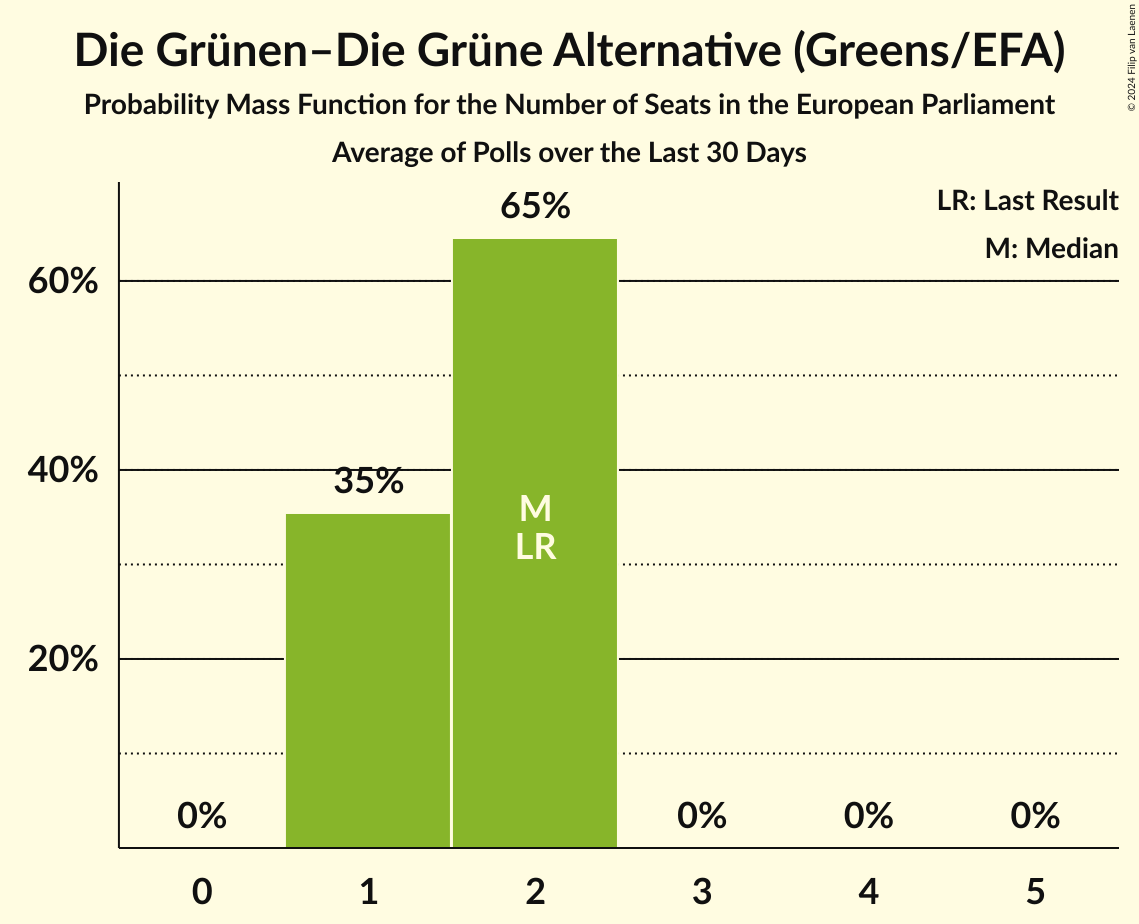 Die Grünen–Die Grüne Alternative (Greens/EFA)
Probability Mass Function for the Number of Seats in the European Parliament
Average of Polls over the Last 30 Days
© 2024 Filip van Laenen
LR: Last Result
M: Median
65%
60%
40%
35%
M
LR
20%
0% 0% 0% 0%
0 1 2 3 4 5